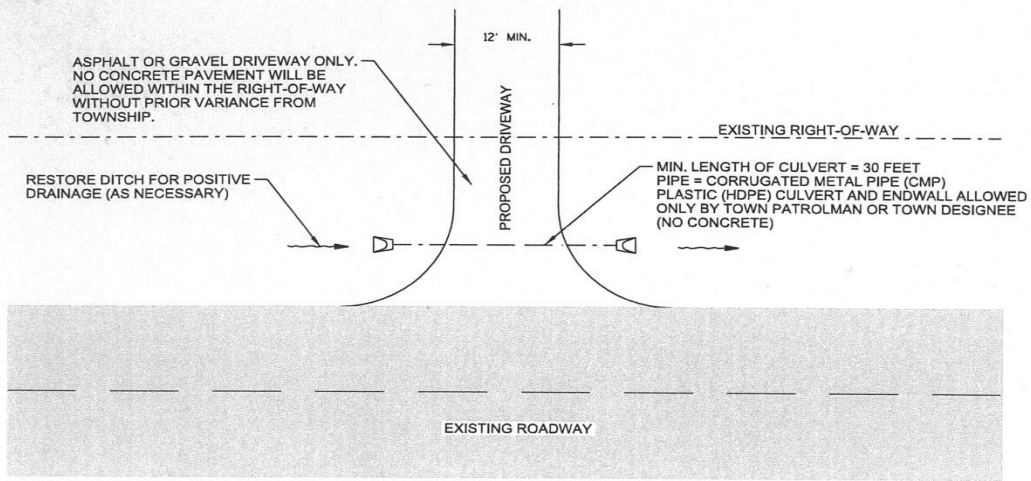 12' MIN.
ASPHALT OR GRAVEL DRIVEWAY ONLY.
NO CONCRETE PAVEMENT WILL BE
ALLOWED WITHIN THE RIGHT-OF-WAY
WITHOUT PRIOR VARIANCE FROM
TOWNSHIP.
PROPOSED DRIVEWAY
EXISTING RIGHT-OF-WAY
RESTORE DITCH FOR POSITIVE
DRAINAGE (AS NECESSARY)
MIN. LENGTH OF CULVERT = 30 FEET
PIPE = CORRUGATED METAL PIPE (CMP)
PLASTIC (HDPE) CULVERT AND ENDWALL ALLOWED
ONLY BY TOWN PATROLMAN OR TOWN DESIGNEE
(NO CONCRETE)
EXISTING ROADWAY